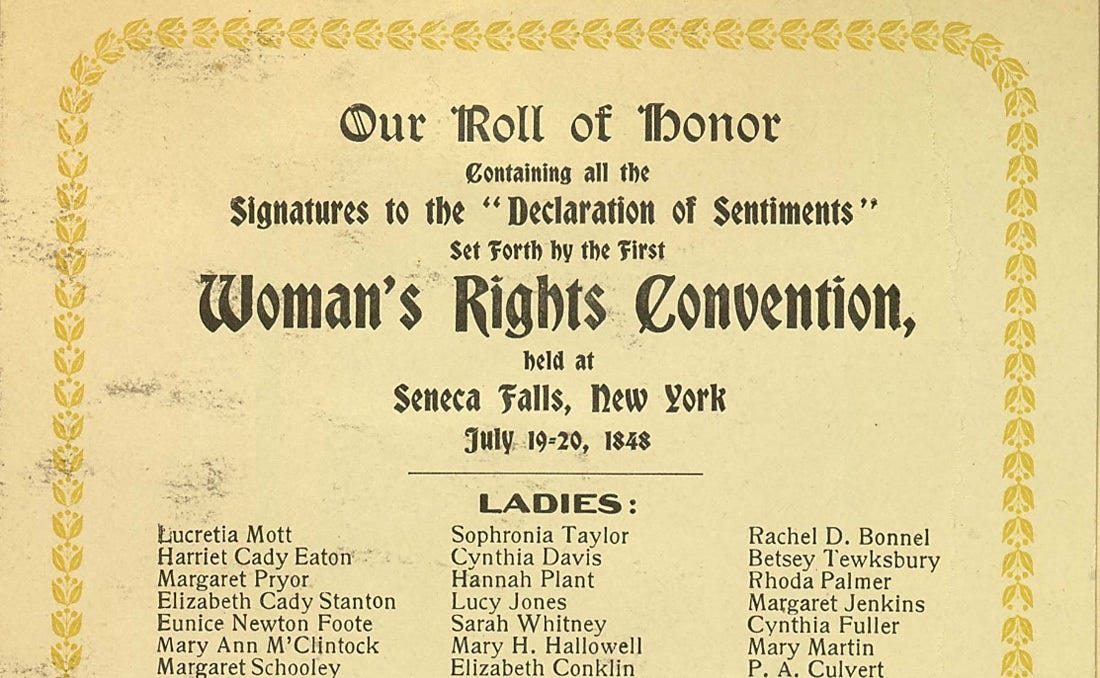 Our Roll of Honor
Containing all the
Signatures to the "Declaration of Sentiments"
Set Forth by the First
Woman's Rights Convention,
held at
Seneca Falls, New York
July 19-20, 1848
LADIES:
Lucretia Mott
Harriet Cady Eaton
Margaret Pryor
Elizabeth Cady Stanton
Eunice Newton Foote
Mary Ann M'Clintock
Margaret Schooley
Sophronia Taylor
Cynthia Davis
Hannah Plant
Lucy Jones
Sarah Whitney
Mary H. Hallowell
Elizabeth Conklin
Rachel D. Bonnel
Betsey Tewksbury
Rhoda Palmer
Margaret Jenkins
Cynthia Fuller
Mary Martin
P. A. Culvert